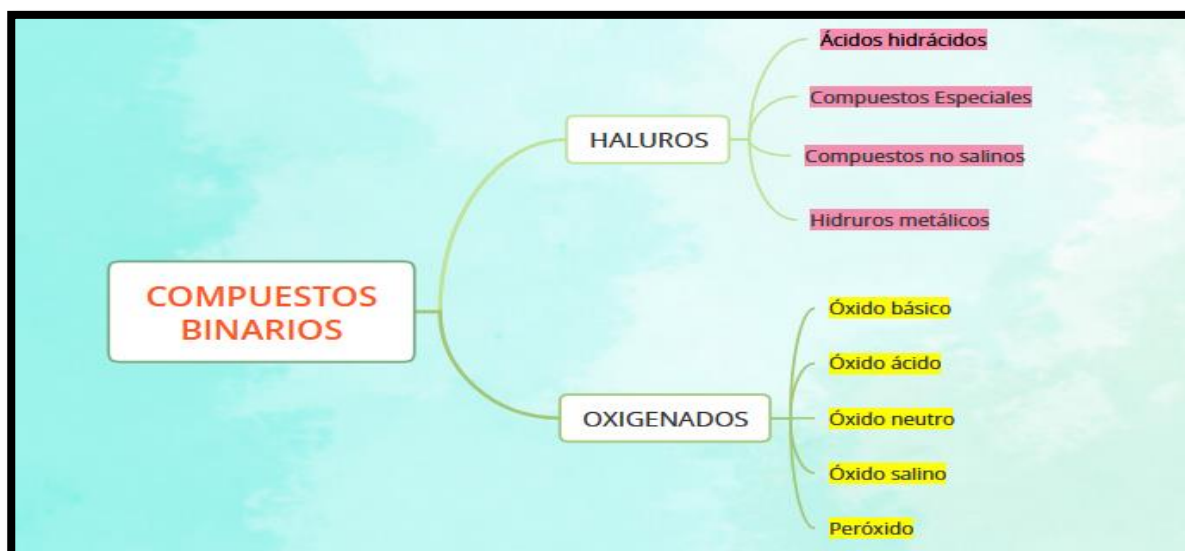 COMPUESTOS
BINARIOS
HALUROS
Ácidos hidrácidos
Compuestos Especiales
Compuestos no salinos
Hidruros metálicos
OXIGENADOS
Óxido básico
Óxido ácido
Óxido neutro
Óxido salino
Peróxido